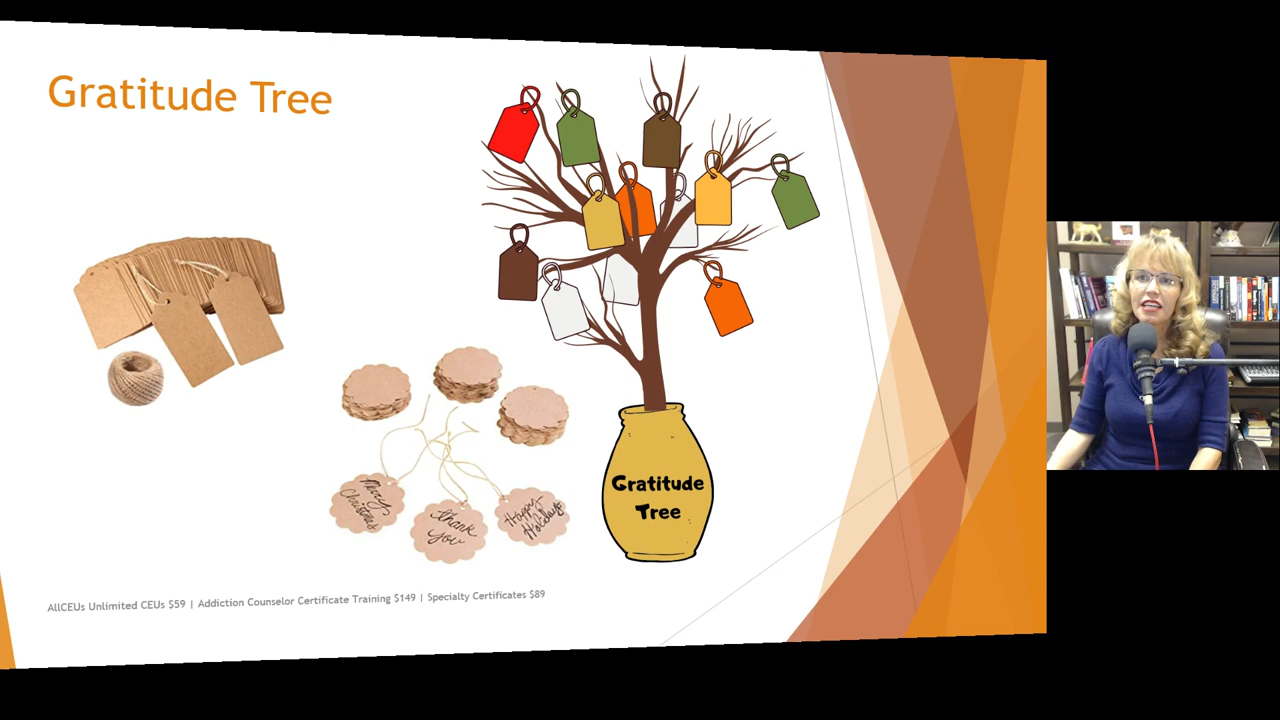 Gratitude Tree
Merry
Christmas
thank
you
Happy
Holidays
Gratitude
Tree
AllCEUs Unlimited CEUs $59 | Addiction Counselor Certificate Training $149 | Specialty Certificates $89